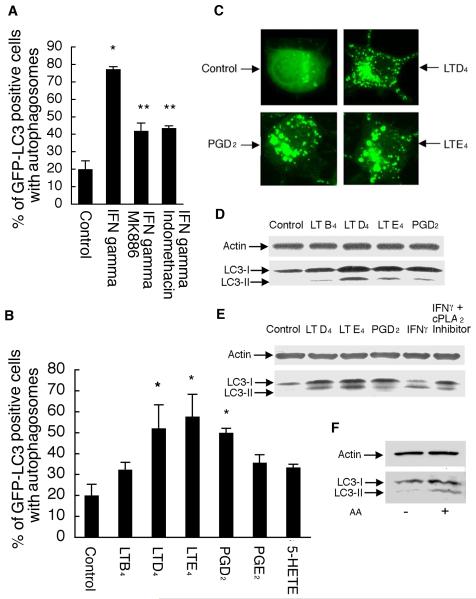 A
% of GFP-LC3 positive cells
with autophagosomes
90
80
70
60
50
40
30
20
10
0
*
**
**
Control
IFN gamma
IFN gamma
MK886
IFN gamma
Indomethacin
C
Control
LTD4
PGD2
LTE4
D
Control LT B4 LT D4 LT E4 PGD2
Actin
LC3-I
LC3-II
B
% of GFP-LC3 positive cells
with autophagosomes
80
70
60
50
40
30
20
10
0
*
*
*
Control
LTB4
LTD4
LTE4
PGD2
PGE2
5-HETE
E
Control LT D4 LT E4 PGD2 IFNγ IFNγ + cPLA2 Inhibitor
Actin
LC3-I
LC3-II
F
Actin
LC3-I
LC3-II
AA - +